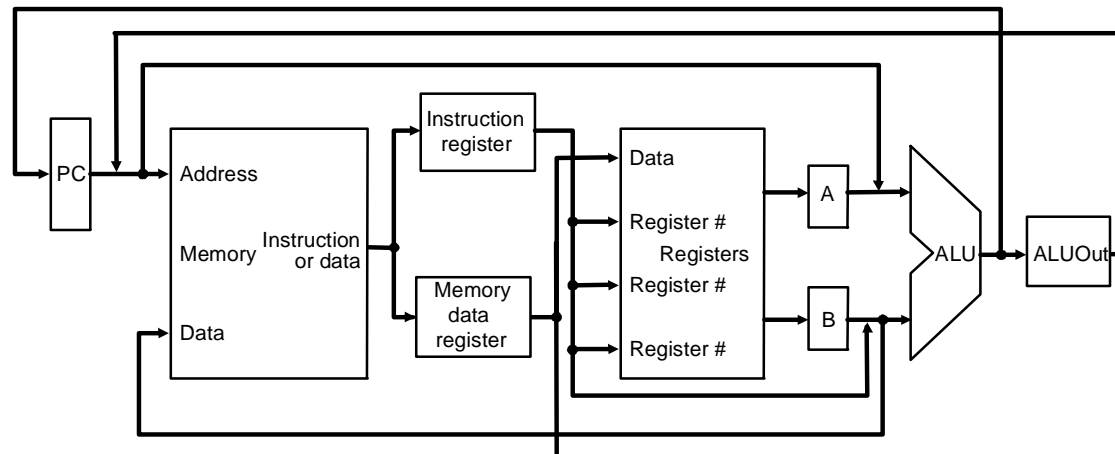 PC
Address
Memory
Instruction
or data
Data
Instruction
register
Memory
data
register
Data
Register #
Registers
Register #
Register #
A
B
ALU
ALUOut